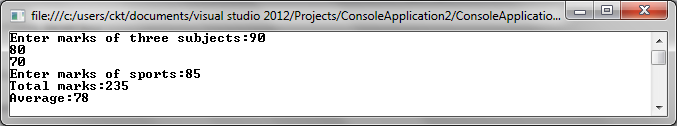 file:///c:/users/ckt/documents/visual studio 2012/Projects/ConsoleApplication2/ConsoleApplicatio...
Enter marks of three subjects:90
80
70
Enter marks of sports:85
Total marks:235
Average:78